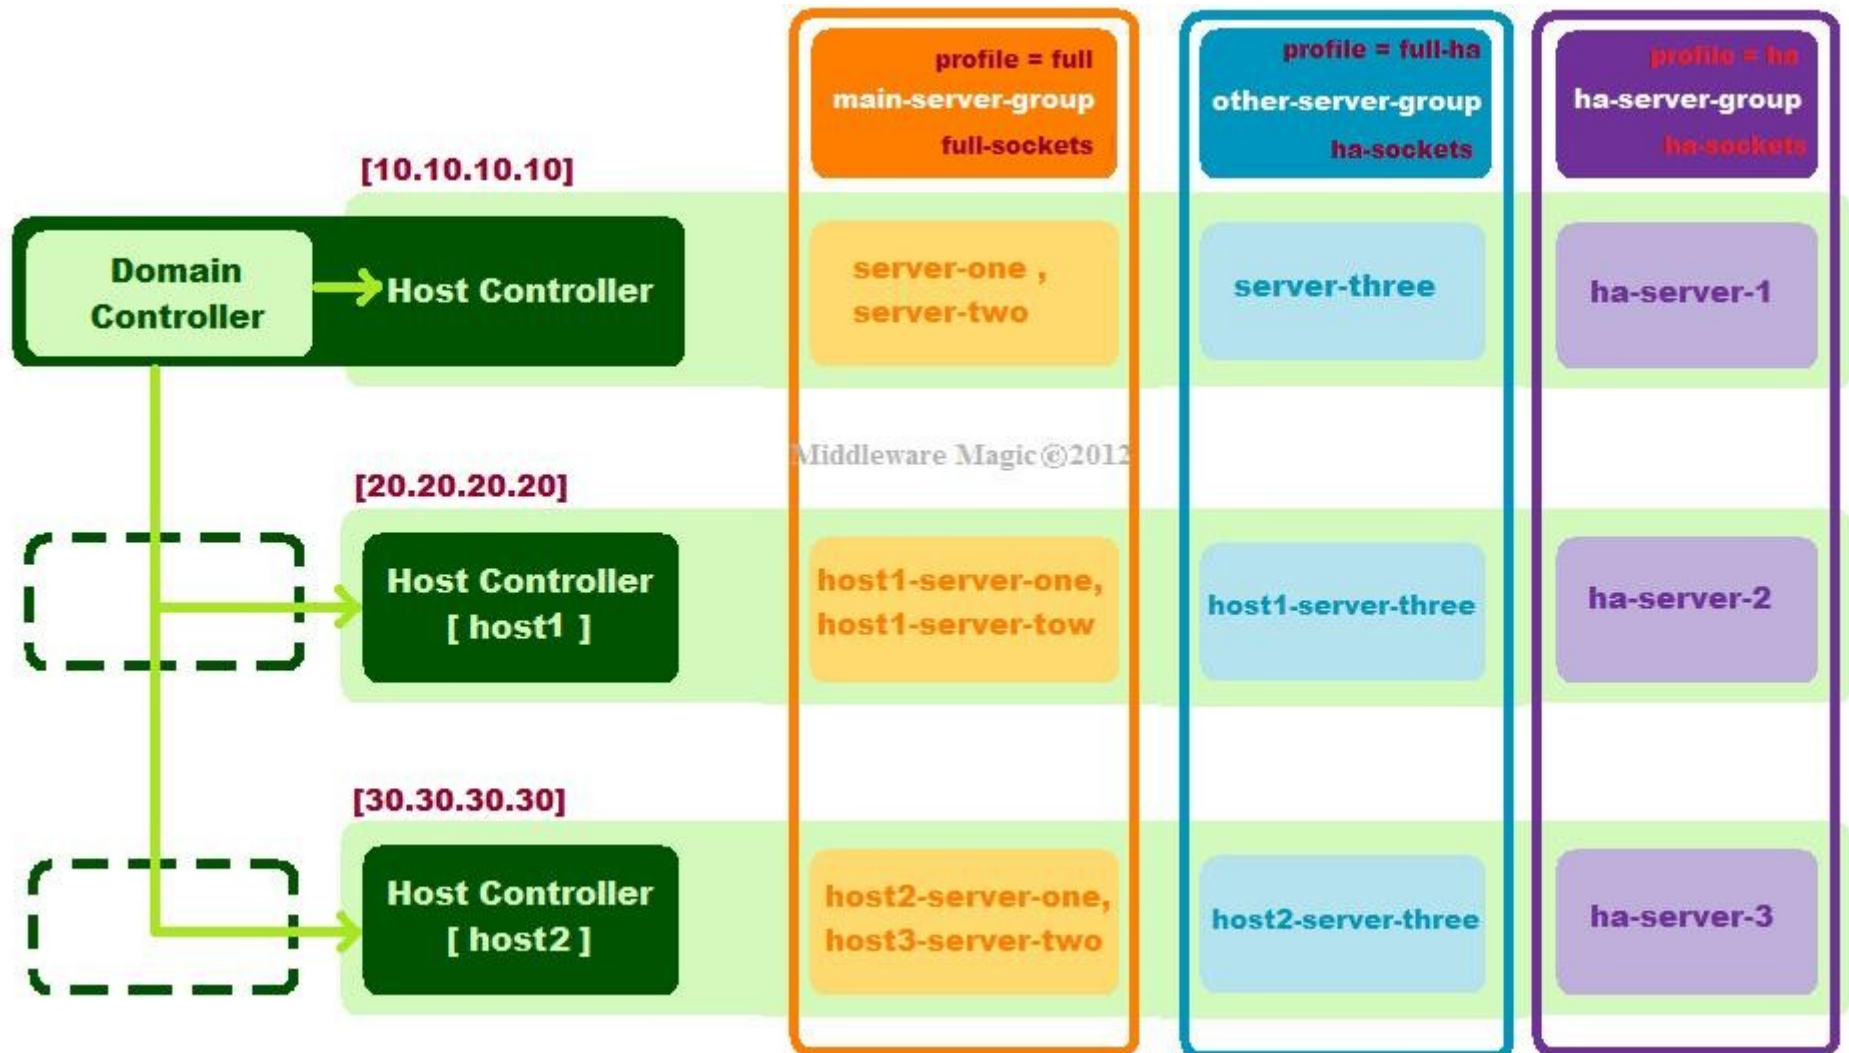 profile = full
main-server-group
full-sockets
profile = full-ha
other-server-group
ha-sockets
profile = ha
ha-server-group
ha-sockets
[10.10.10.10]
Domain
Controller
Host Controller
server-one ,
server-two
server-three
ha-server-1
Middleware Magic©2012
[20.20.20.20]
Host Controller
[ host1 ]
host1-server-one,
host1-server-tow
host1-server-three
ha-server-2
[30.30.30.30]
Host Controller
[ host2 ]
host2-server-one,
host3-server-two
host2-server-three
ha-server-3